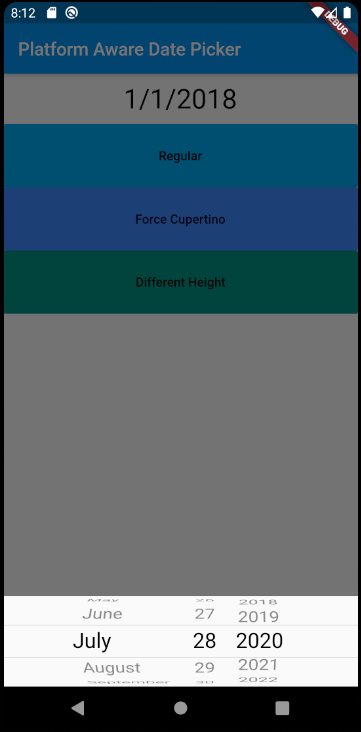 8:12
DEBUG
Platform Aware Date Picker
1/1/2018
Regular
Force Cupertino
Different Height
May 26 2018
June 27 2019
July 28 2020
August 29 2021
September 30 2022